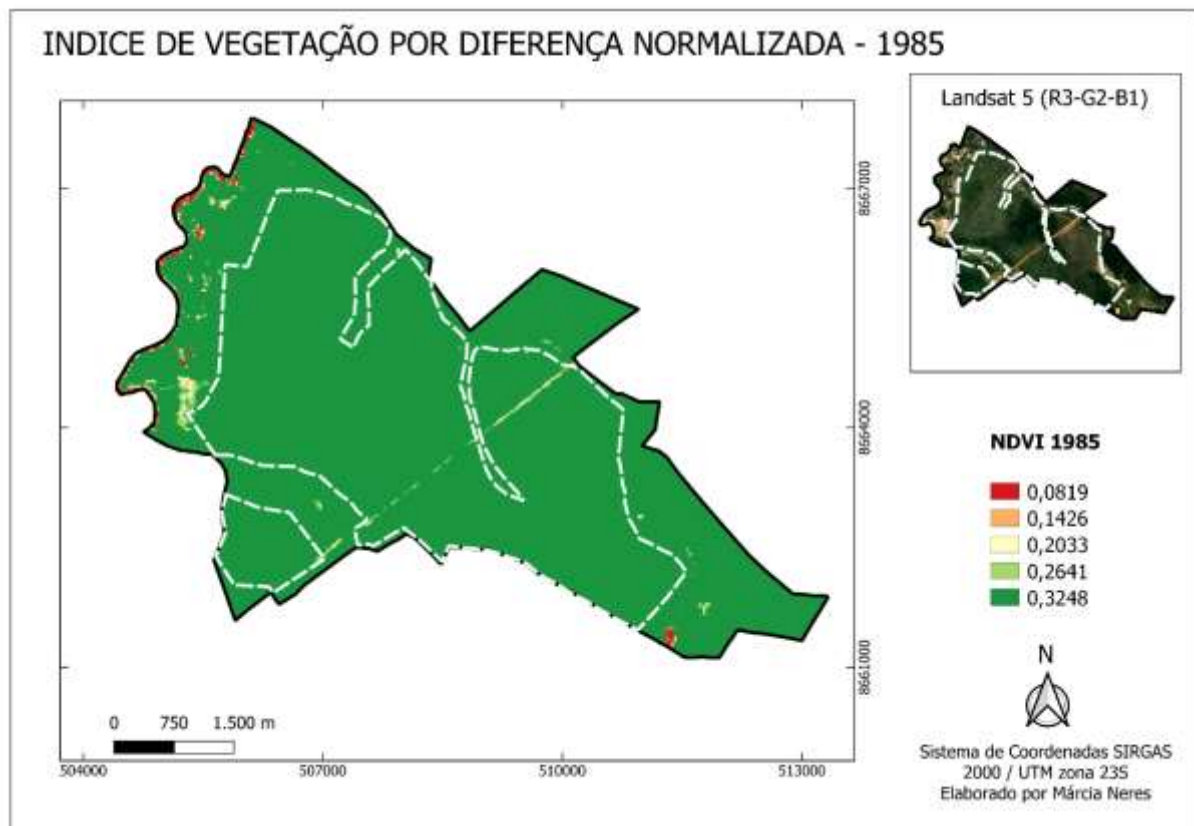 INDICE DE VEGETAÇÃO POR DIFERENÇA NORMALIZADA - 1985
Landsat 5 (R3-G2-B1)
8667000
8664000
8661000
NDVI 1985
0,0819
0,1426
0,2033
0,2641
0,3248
N
0 750 1.500 m
504000 507000 510000 513000
Sistema de Coordenadas SIRGAS
2000 / UTM zona 23S
Elaborado por Márcia Neres